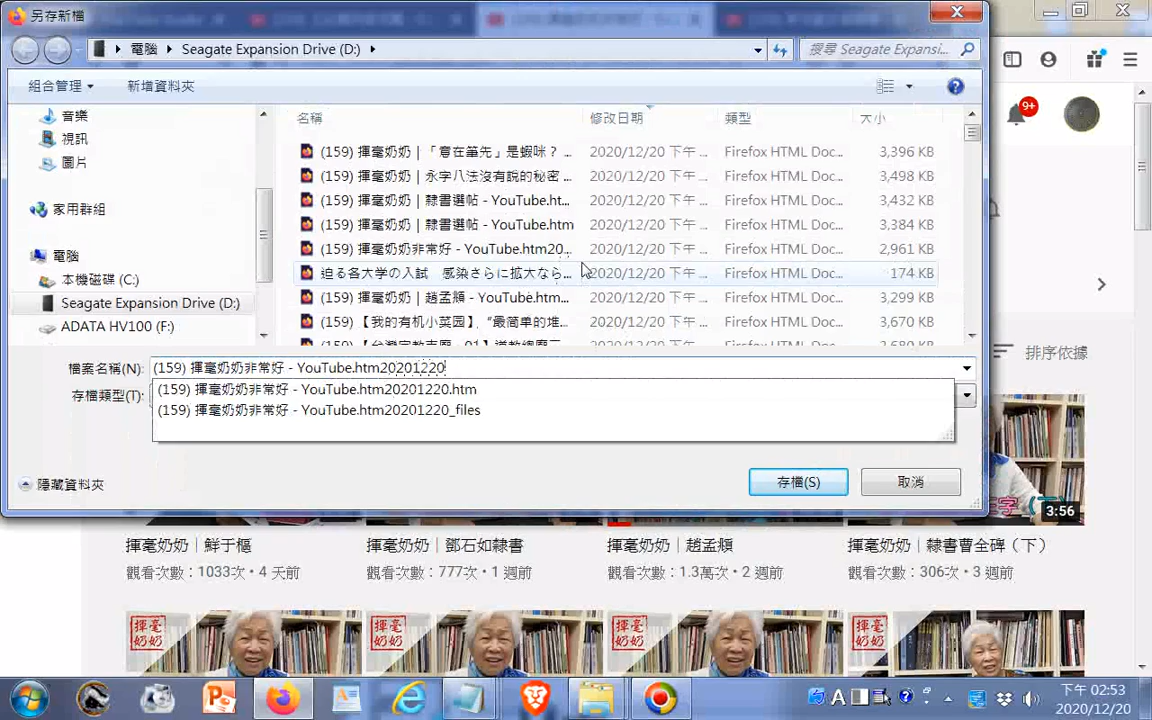 另存新檔
電腦 Seagate Expansion Drive (D:)
搜尋 Seagate Expansi...
組合管理 新增資料夾
音樂
視訊
圖片
家用群組
電腦
本機磁碟 (C:)
Seagate Expansion Drive (D:)
ADATA HV100 (F:)
名稱 修改日期 類型 大小
(159) 揮毫奶奶 | 「意在筆先」是蝦咪？ ... 2020/12/20 下午 ... Firefox HTML Doc... 3,396 KB
(159) 揮毫奶奶 | 永字八法沒有說的秘密 ... 2020/12/20 下午 ... Firefox HTML Doc... 3,498 KB
(159) 揮毫奶奶 | 隸書選帖 - YouTube.ht... 2020/12/20 下午 ... Firefox HTML Doc... 3,432 KB
(159) 揮毫奶奶 | 隸書選帖 - YouTube.htm 2020/12/20 下午 ... Firefox HTML Doc... 3,384 KB
(159) 揮毫奶奶非常好 - YouTube.htm20... 2020/12/20 下午 ... Firefox HTML Doc... 2,961 KB
迫る各大学の入試　感染さらに拡大なら... 2020/12/20 下午 ... Firefox HTML Doc... 174 KB
(159) 揮毫奶奶 | 趙孟頫 - YouTube.htm... 2020/12/20 下午 ... Firefox HTML Doc... 3,299 KB
(159) 【我的有机小菜园】，“最简单的堆... 2020/12/20 下午 ... Firefox HTML Doc... 3,670 KB
檔案名稱(N): (159) 揮毫奶奶非常好 - YouTube.htm20201220
(159) 揮毫奶奶非常好 - YouTube.htm20201220.htm
存檔類型(T):
(159) 揮毫奶奶非常好 - YouTube.htm20201220_files
隱藏資料夾
存檔(S) 取消
9+
排序依據
3:56
揮毫奶奶｜鮮于樞
觀看次數：1033次・4 天前
揮毫奶奶｜鄧石如隸書
觀看次數：777次・1 週前
揮毫奶奶｜趙孟頫
觀看次數：1.3萬次・2 週前
揮毫奶奶｜隸書曹全碑（下）
觀看次數：306次・3 週前
揮毫奶奶
揮毫奶奶
揮毫奶奶
揮毫奶奶
A
下午 02:53
2020/12/20